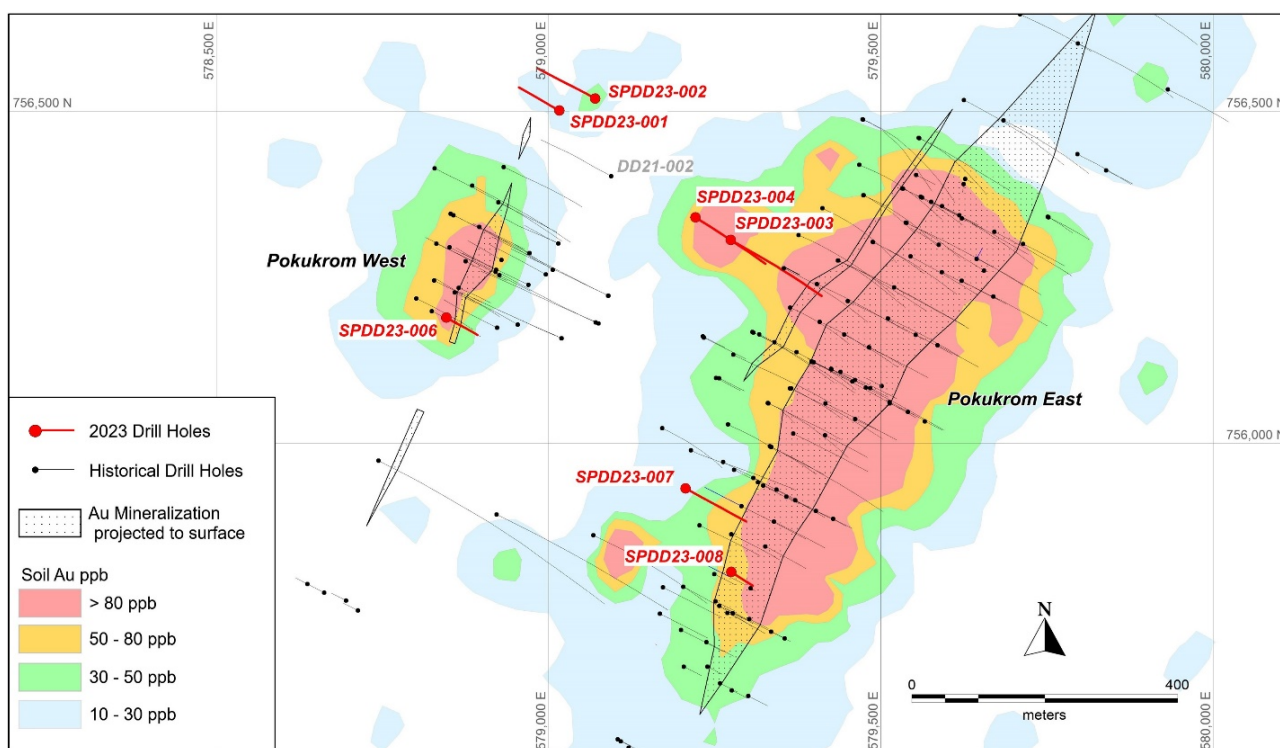 578,500 E
579,000 E
579,500 E
580,000 E
756,500 N
756,500 N
SPDD23-002
SPDD23-001
DD21-002
SPDD23-004
SPDD23-003
Pokukrom West
SPDD23-006
Pokukrom East
756,000 N
SPDD23-007
SPDD23-008
2023 Drill Holes
Historical Drill Holes
Au Mineralization
projected to surface
Soil Au ppb
> 80 ppb
50 - 80 ppb
30 - 50 ppb
10 - 30 ppb
N
0
400
meters
579,000 E
579,500 E
580,000 E